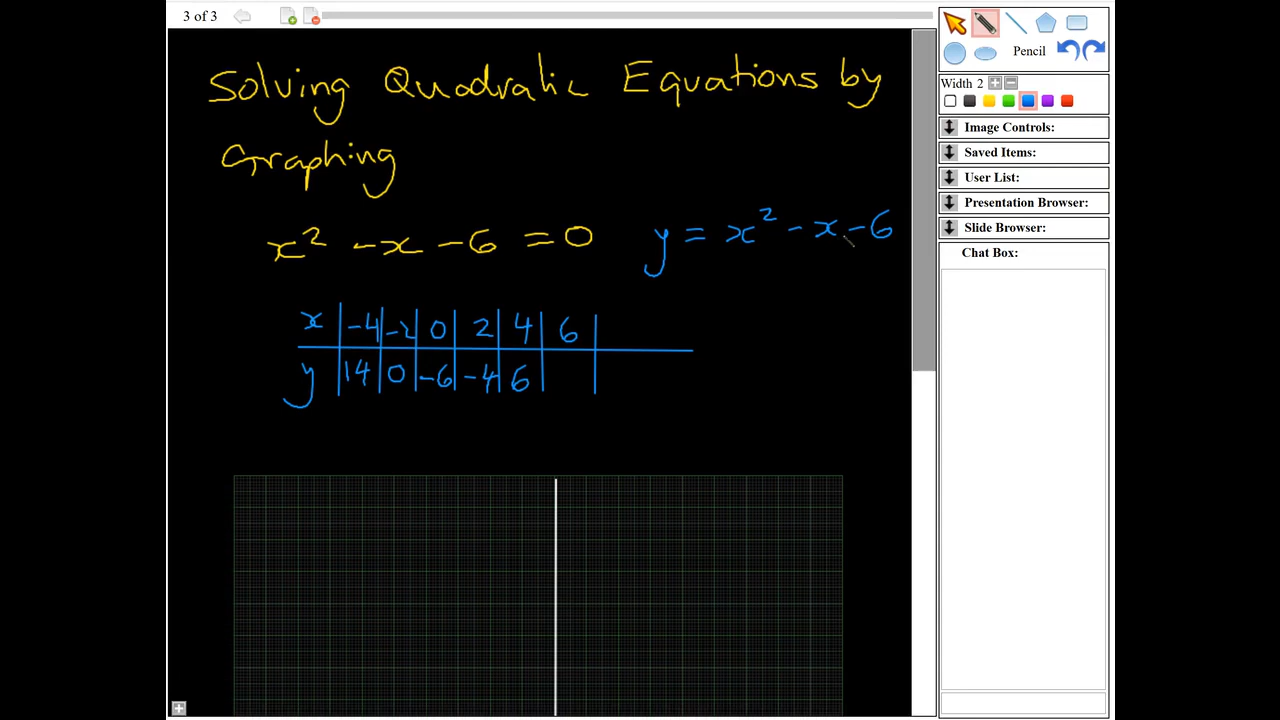 3 of 3
Solving Quadratic Equations by
Graphing
x² - x - 6 = 0
y = x² - x - 6
x -4 -2 0 2 4 6
y 14 0 -6 -4 6
Pencil
Width 2
Image Controls:
Saved Items:
User List:
Presentation Browser:
Slide Browser:
Chat Box: